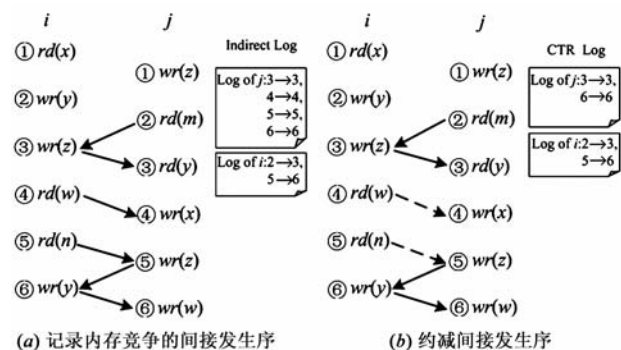 i
j
① rd(x)
② wr(y)
③ wr(z)
④ rd(w)
⑤ rd(n)
⑥ wr(y)
① wr(z)
② rd(m)
③ rd(y)
④ wr(x)
⑤ wr(z)
⑥ wr(w)
Indirect Log
Log of j:3→3,
4→4,
5→5,
6→6
Log of i:2→3,
5→6
(a) 记录内存竞争的间接发生序
i
j
① rd(x)
② wr(y)
③ wr(z)
④ rd(w)
⑤ rd(n)
⑥ wr(y)
① wr(z)
② rd(m)
③ rd(y)
④ wr(x)
⑤ wr(z)
⑥ wr(w)
CTR Log
Log of j:3→3,
6→6
Log of i:2→3,
5→6
(b) 约减间接发生序